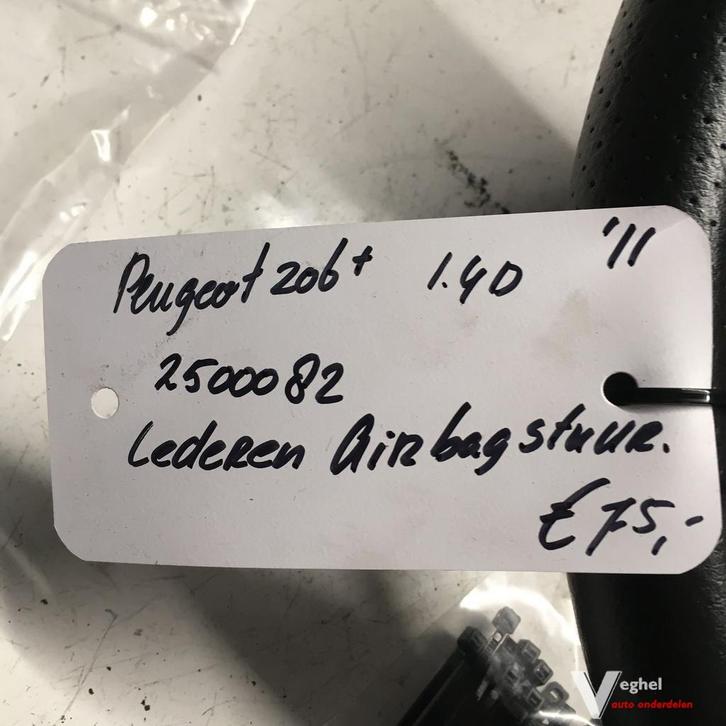 Peugeot 206+ 1.4D '11
2500082
Lederen Airbagstuur.
€75,-
Veghel
auto onderdelen